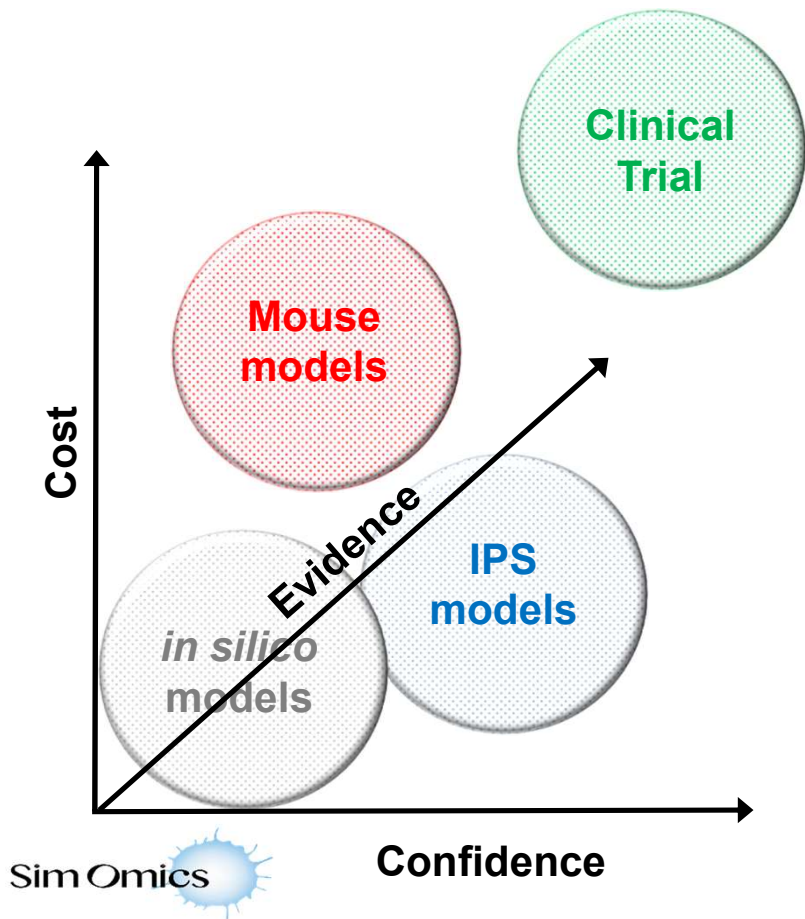 Clinical
Trial
Mouse
models
Cost
Evidence
IPS
models
in silico
models
Confidence
Sim Omics